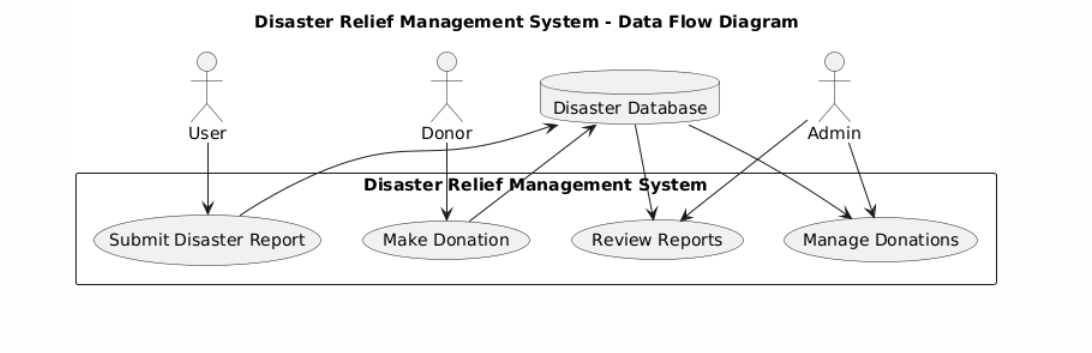 Disaster Relief Management System - Data Flow Diagram
User
Donor
Disaster Database
Admin
Disaster Relief Management System
Submit Disaster Report
Make Donation
Review Reports
Manage Donations